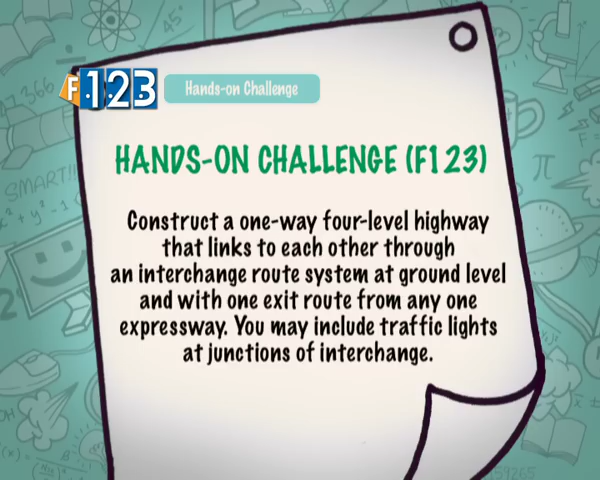 F123 Hands-on Challenge
HANDS-ON CHALLENGE (F123)
Construct a one-way four-level highway
that links to each other through
an interchange route system at ground level
and with one exit route from any one
expressway. You may include traffic lights
at junctions of interchange.
SMART!!!
45°
π